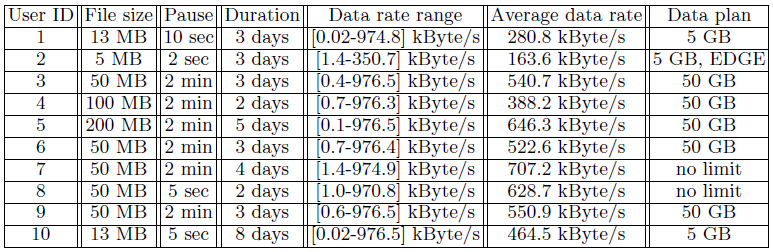 User ID File size Pause Duration Data rate range Average data rate Data plan
1 13 MB 10 sec 3 days [0.02-974.8] kByte/s 280.8 kByte/s 5 GB
2 5 MB 2 sec 3 days [1.4-350.7] kByte/s 163.6 kByte/s 5 GB, EDGE
3 50 MB 2 min 3 days [0.4-976.5] kByte/s 540.7 kByte/s 50 GB
4 100 MB 2 min 2 days [0.7-976.3] kByte/s 388.2 kByte/s 50 GB
5 200 MB 2 min 5 days [0.1-976.5] kByte/s 646.3 kByte/s 50 GB
6 50 MB 2 min 3 days [0.7-976.4] kByte/s 522.6 kByte/s 50 GB
7 50 MB 2 min 4 days [1.4-974.9] kByte/s 707.2 kByte/s no limit
8 50 MB 5 sec 2 days [1.0-970.8] kByte/s 628.7 kByte/s no limit
9 50 MB 2 min 3 days [0.6-976.5] kByte/s 550.9 kByte/s 50 GB
10 13 MB 5 sec 8 days [0.02-976.5] kByte/s 464.5 kByte/s 5 GB